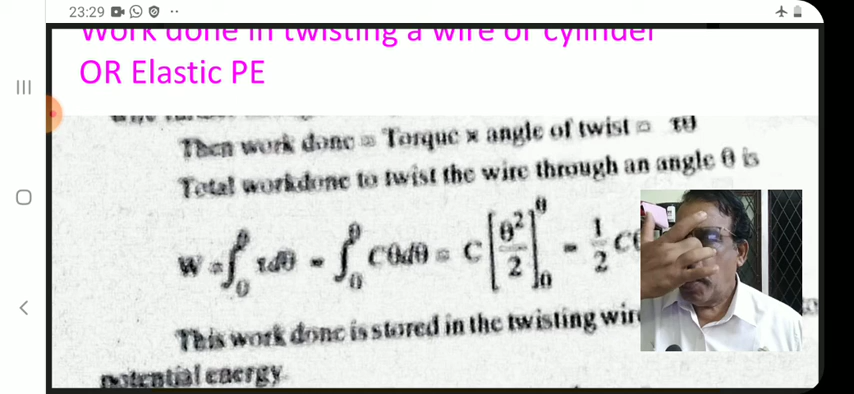 23:29
Work done in twisting a wire or cylinder
OR Elastic PE
Then work done = Torque × angle of twist = τθ
Total workdone to twist the wire through an angle θ is
W = ∫₀^θ τdθ = ∫₀^θ Cθdθ = C[θ²/2]₀^θ = 1/2 Cθ
This work done is stored in the twisting wire
potential energy